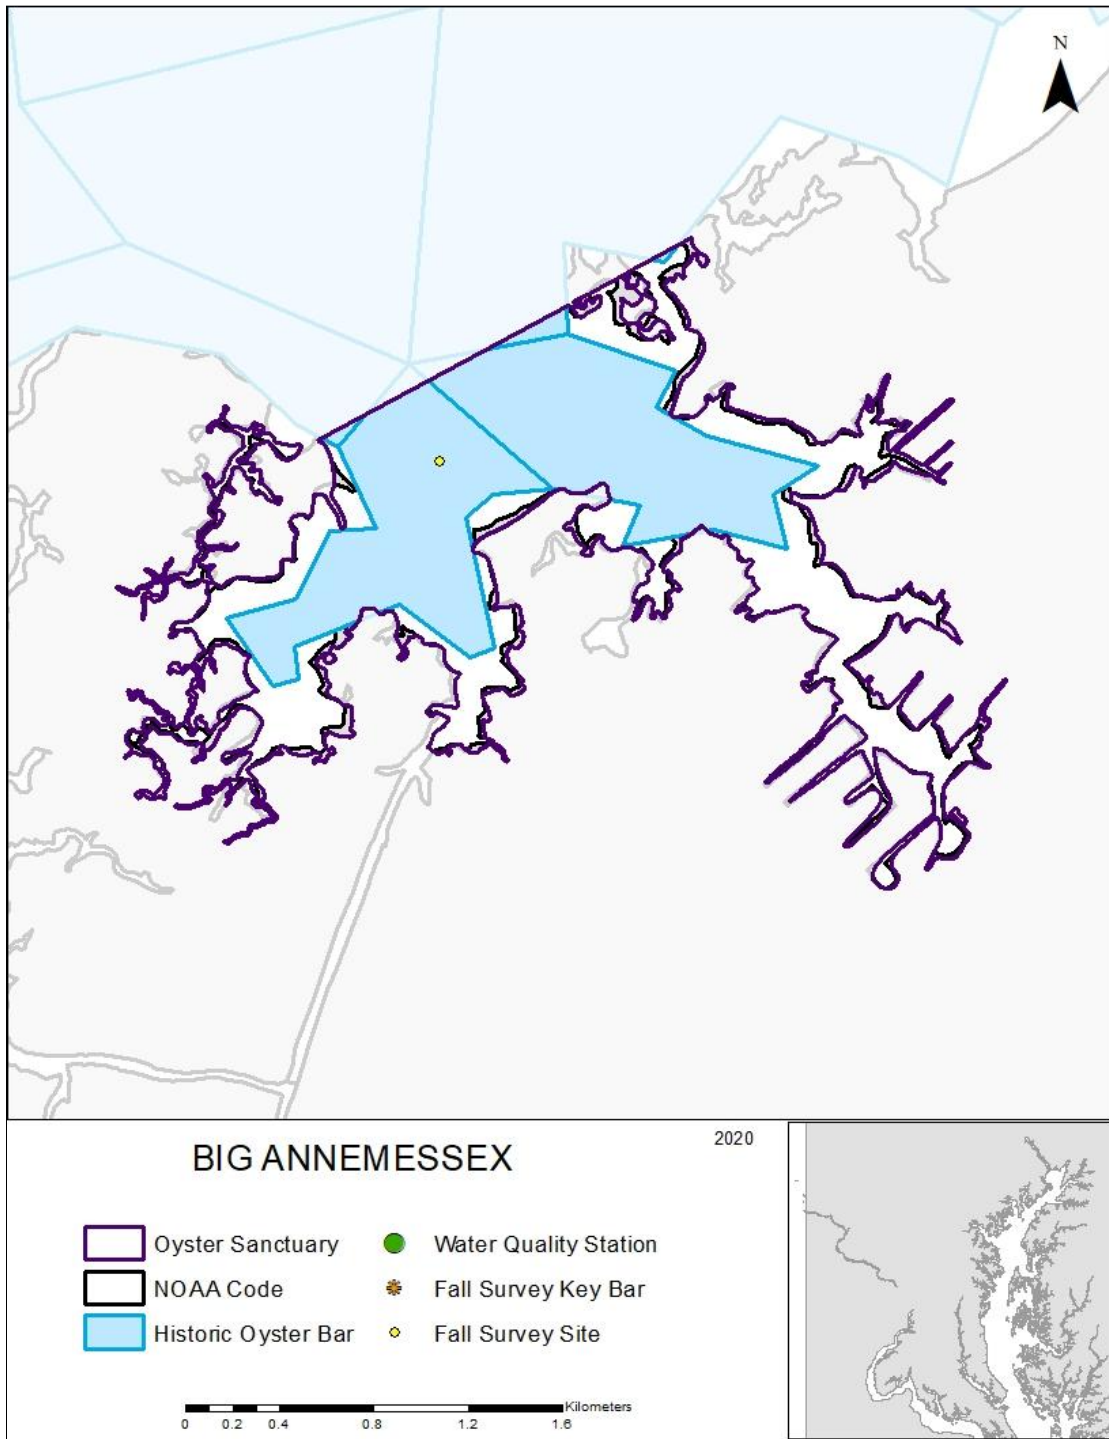 N
BIG ANNEMESSEX
2020
Oyster Sanctuary
Water Quality Station
NOAA Code
Fall Survey Key Bar
Historic Oyster Bar
Fall Survey Site
Kilometers
0 0.2 0.4 0.8 1.2 1.6